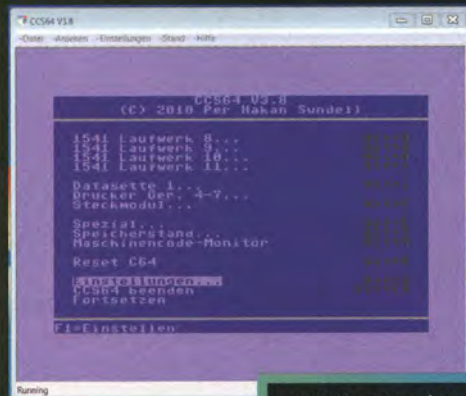 CCS64 V3.8
-Datei -Ansehen -Einstellungen -Stand -Hilfe
CCS64 V3.8
(C) 2010 Per Hakan Sundell
1541 Laufwerk 8...
1541 Laufwerk 9...
1541 Laufwerk 10...
1541 Laufwerk 11...
Datasette 1...
Drucker Ger. 4-7...
Steckmodul...
Spezial...
Speicherstand...
Maschinencode-Monitor
Reset C64
Einstellungen...
CCS64 beenden
Fortsetzen
F1=Einstellen
Running